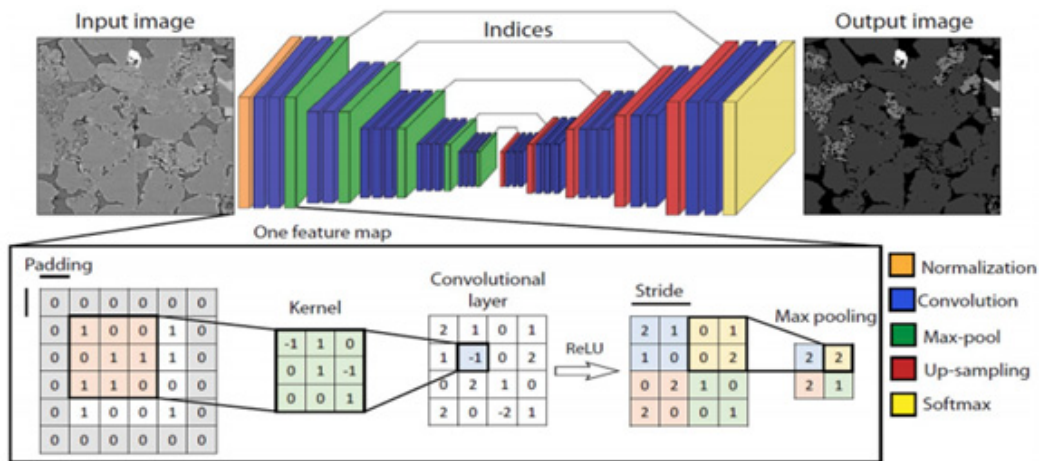 Input image
Indices
Output image
One feature map
Padding
0 0 0 0 0 0
0 1 0 0 1 0
0 0 1 1 1 0
0 1 1 0 1 0
0 1 0 0 1 0
0 0 0 0 0 0
Kernel
-1 1 0
0 1 -1
0 0 1
Convolutional
layer
2 1 0 1
1 -1 0 2
0 2 1 0
2 0 -2 1
ReLU
Stride
2 1 0 1
1 0 0 2
0 2 1 0
2 0 0 1
Max pooling
2 2
2 1
Normalization
Convolution
Max-pool
Up-sampling
Softmax